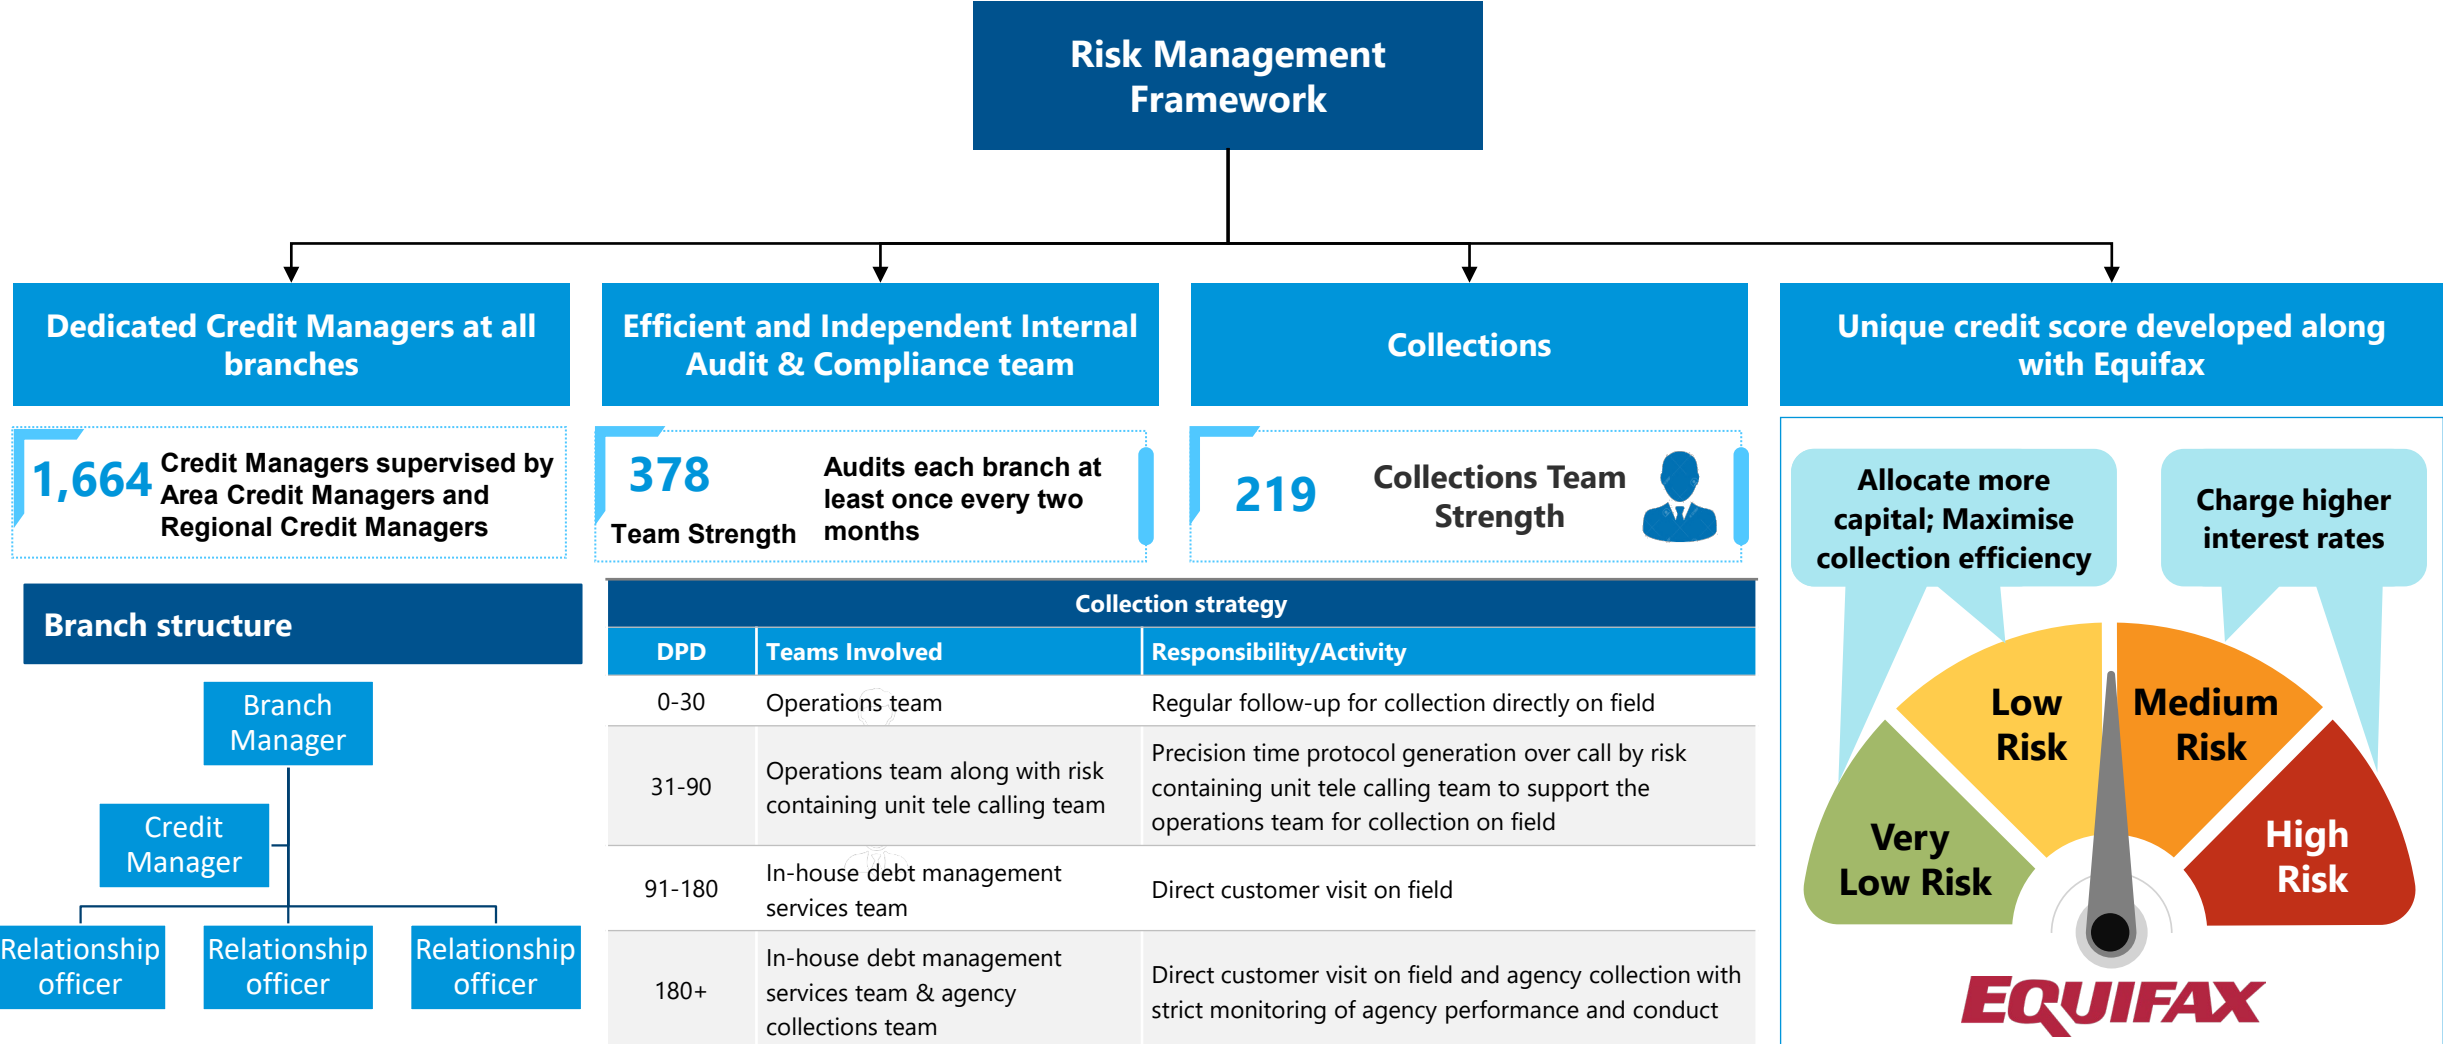 Risk Management
Framework
Dedicated Credit Managers at all
branches
Efficient and Independent Internal
Audit & Compliance team
Collections
Unique credit score developed along
with Equifax
1,664
Credit Managers supervised by
Area Credit Managers and
Regional Credit Managers
378
Team Strength
Audits each branch at
least once every two
months
219
Collections Team
Strength
Branch structure
Branch
Manager
Credit
Manager
Relationship
officer
Relationship
officer
Relationship
officer
Collection strategy
DPD
Teams Involved
Responsibility/Activity
0-30
Operations team
Regular follow-up for collection directly on field
31-90
Operations team along with risk
containing unit tele calling team
Precision time protocol generation over call by risk
containing unit tele calling team to support the
operations team for collection on field
91-180
In-house debt management
services team
Direct customer visit on field
180+
In-house debt management
services team & agency
collections team
Direct customer visit on field and agency collection with
strict monitoring of agency performance and conduct
Allocate more
capital; Maximise
collection efficiency
Charge higher
interest rates
Very
Low Risk
Low
Risk
Medium
Risk
High
Risk
EQUIFAX